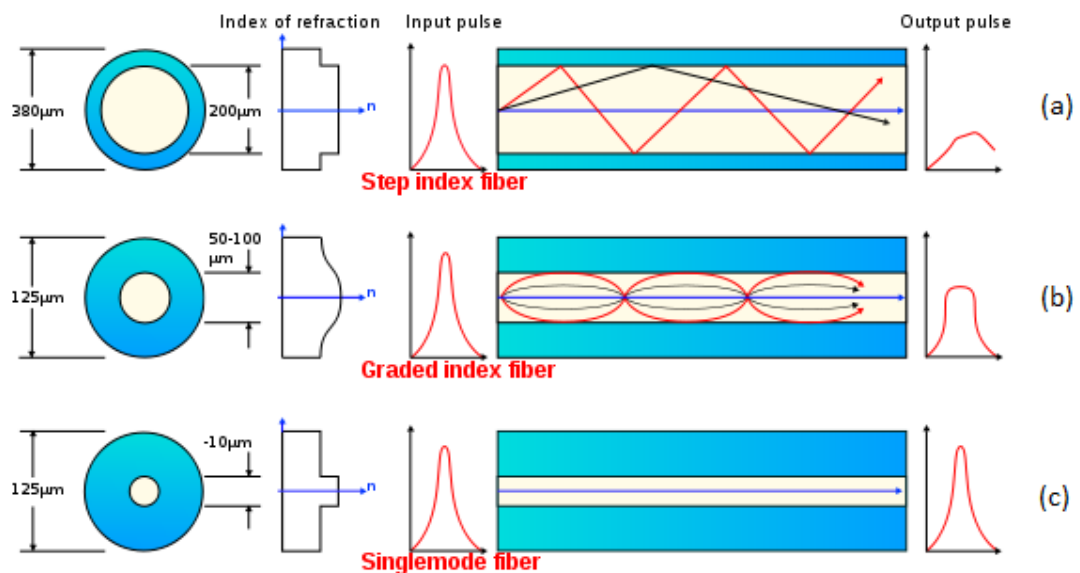 Index of refraction
Input pulse
Output pulse
380µm
200µm
n
(a)
Step index fiber
50-100
µm
125µm
n
(b)
Graded index fiber
-10µm
125µm
n
(c)
Singlemode fiber